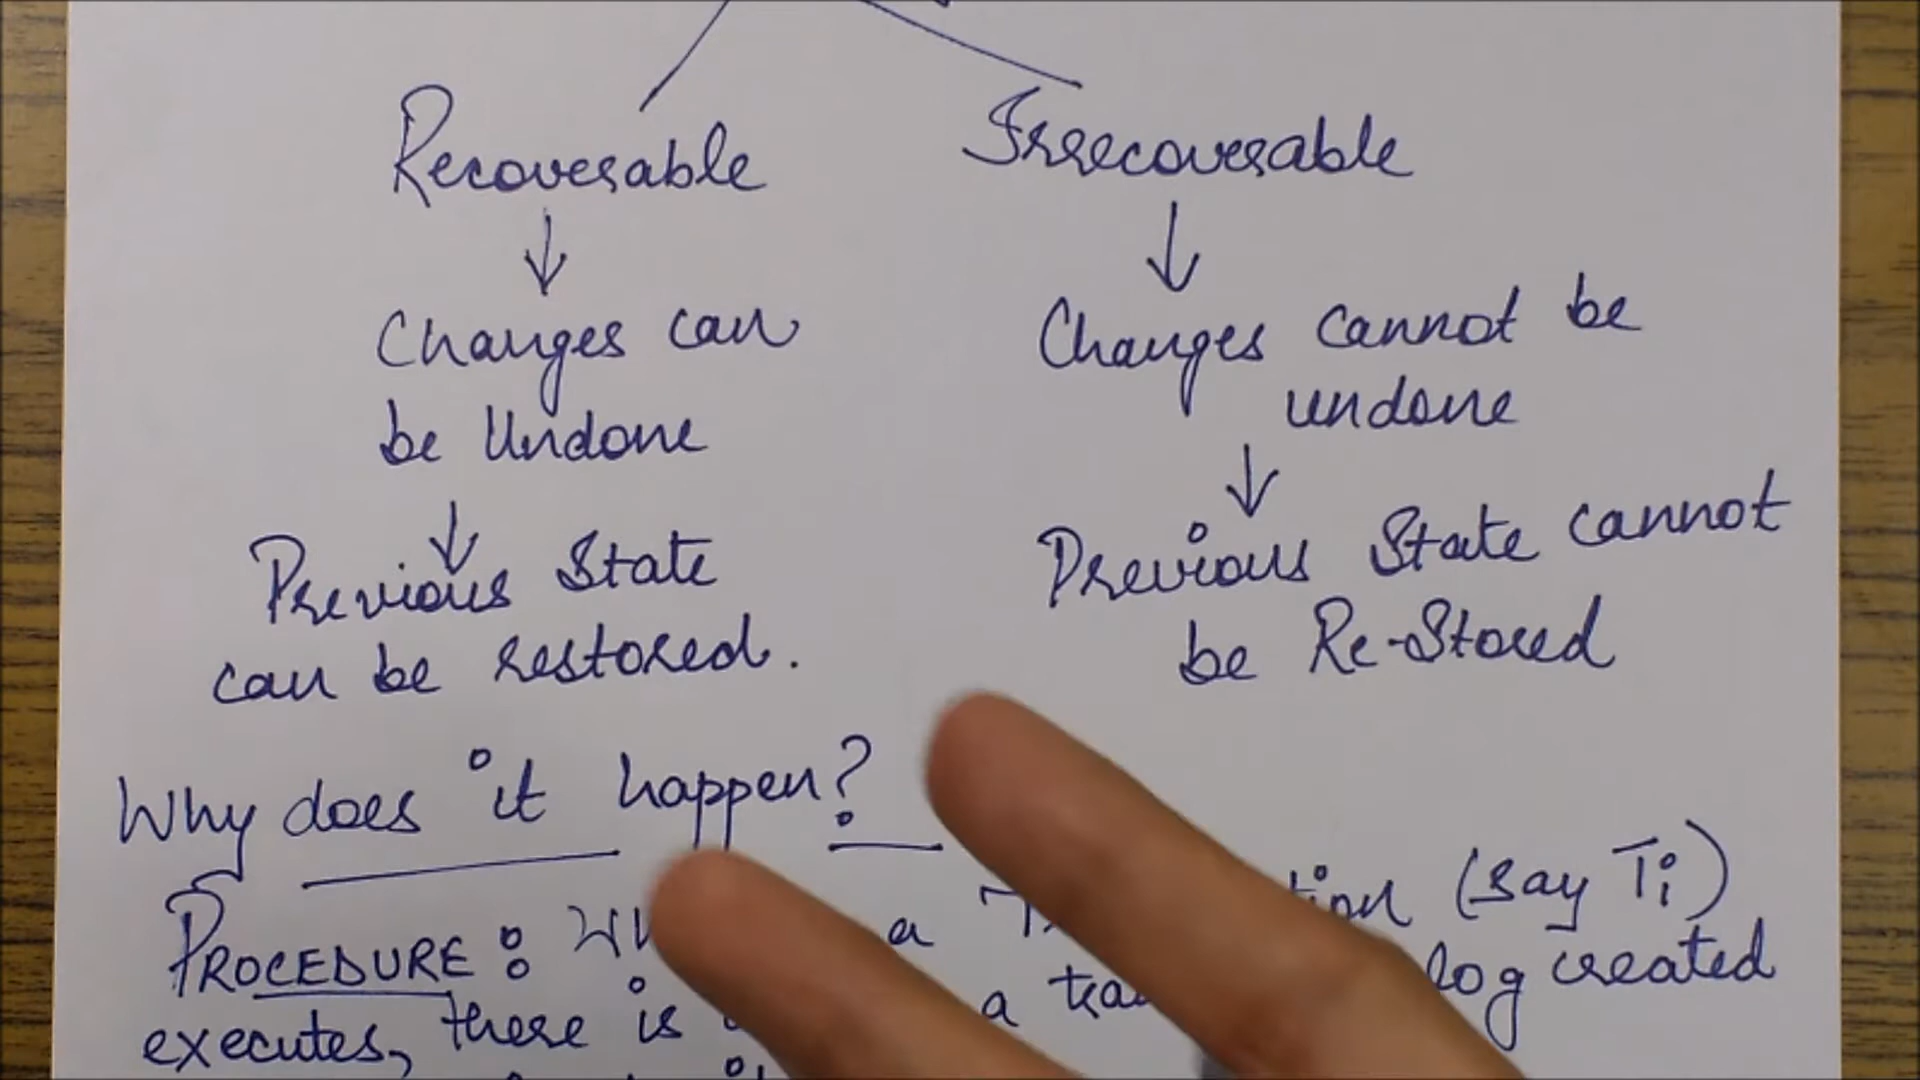 Recoverable
Irrecoverable
Changes can
be Undone
Changes cannot be
undone
Previous State
can be restored.
Previous State cannot
be Re-Stored
Why does it happen?
PROCEDURE: a (say Ti)
executes, there is a log created